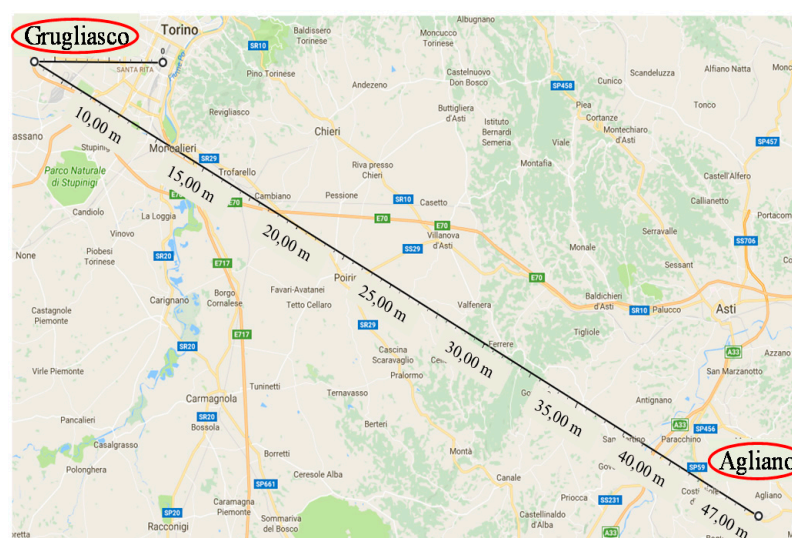 Torino
Grugliasco
0
SANTA RITA
Fiume Po
SR10
Baldissero
Torinese
Pino Torinese
Moncucco
Torinese
Albugnano
Castelnuovo
Don Bosco
Andezeno
Scandeluzza
Alfiano Natta
Cunico
SP458
Piea
Cortanze
Tonco
Buttigliera
d'Asti
Revigliasco
10,00 m
Chieri
Istituto
Bernardi
Semeria
Viale
Montechiaro
d'Asti
SP457
Moncalieri
SR29
Trofarello
Riva presso
Chieri
Montafia
Castell'Alfero
Parco Naturale
di Stupinigi
15,00 m
Cambiano
Pessione
SR10
Casetto
Callianetto
E70
Candiolo
La Loggia
E70
E70
Villanova
d'Asti
Serravalle
Vinovo
20,00 m
SS29
Monale
SS706
None
Piobesi
Torinese
SR20
E717
Sessant
E70
Favari-Avatanei
Tetto Cellaro
25,00 m
Baldichieri
d'Asti
Carignano
Borgo
Cornalese
Valfenera
SR10
Palucco
Asti
Castagnole
Piemonte
SR29
E717
Tigliole
SR20
Ferrere
Cascina
Scaravaglio
30,00 m
A33
Azzano
Virle Piemonte
Pralormo
San Marzanotto
Tuninetti
Ternavasso
Carmagnola
35,00 m
Antignano
SR20
Bossola
Berteri
A33
SP456
Pancalieri
Paracchino
Casalgrasso
Borretti
Montà
40,00 m
SP59
Agliano
Polonghera
Ceresole Alba
Canale
SP661
Priocca
SS231
Agliano
SP20
Caramagna
Piemonte
Castellinaldo
d'Alba
47,00 m
Racconigi
Sommariva
del Bosco
A33